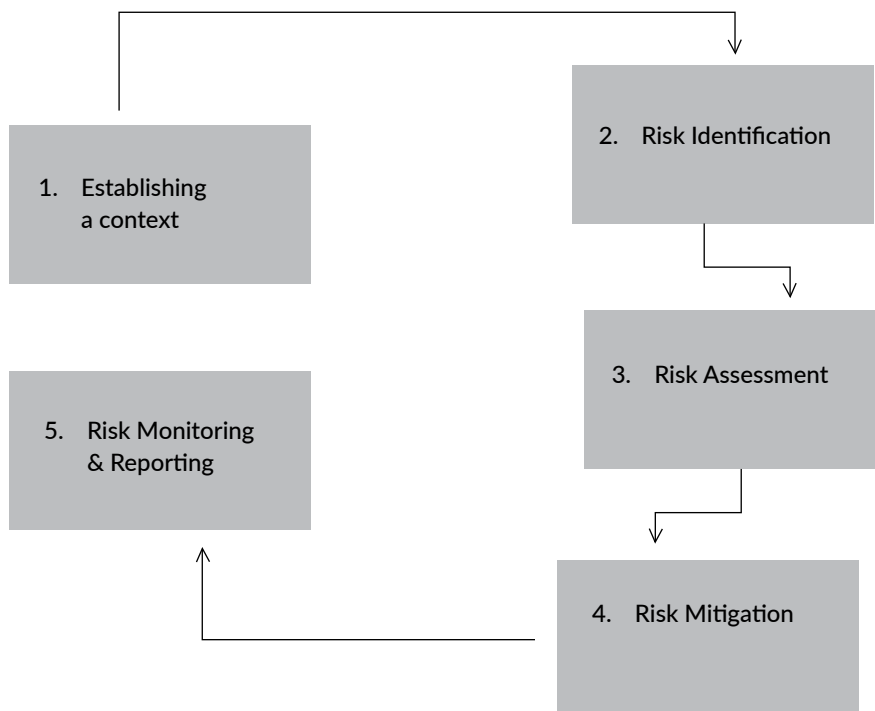 1. Establishing
a context
2. Risk Identification
3. Risk Assessment
4. Risk Mitigation
5. Risk Monitoring
& Reporting